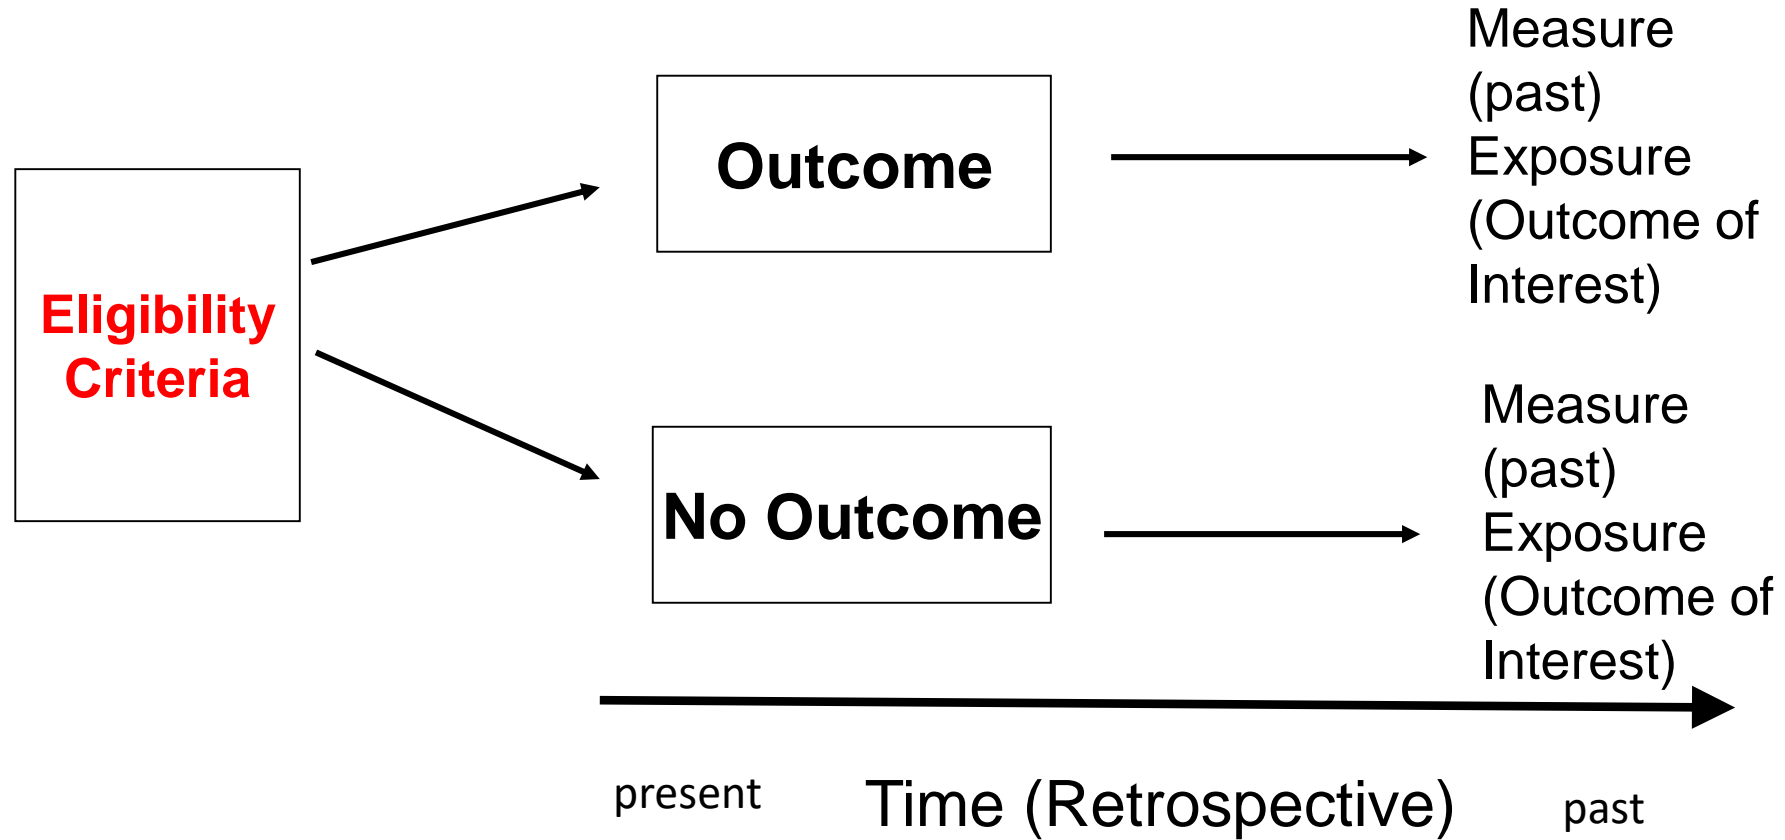 Eligibility
Criteria
Outcome
Measure
(past)
Exposure
(Outcome of
Interest)
No Outcome
Measure
(past)
Exposure
(Outcome of
Interest)
present
Time (Retrospective)
past